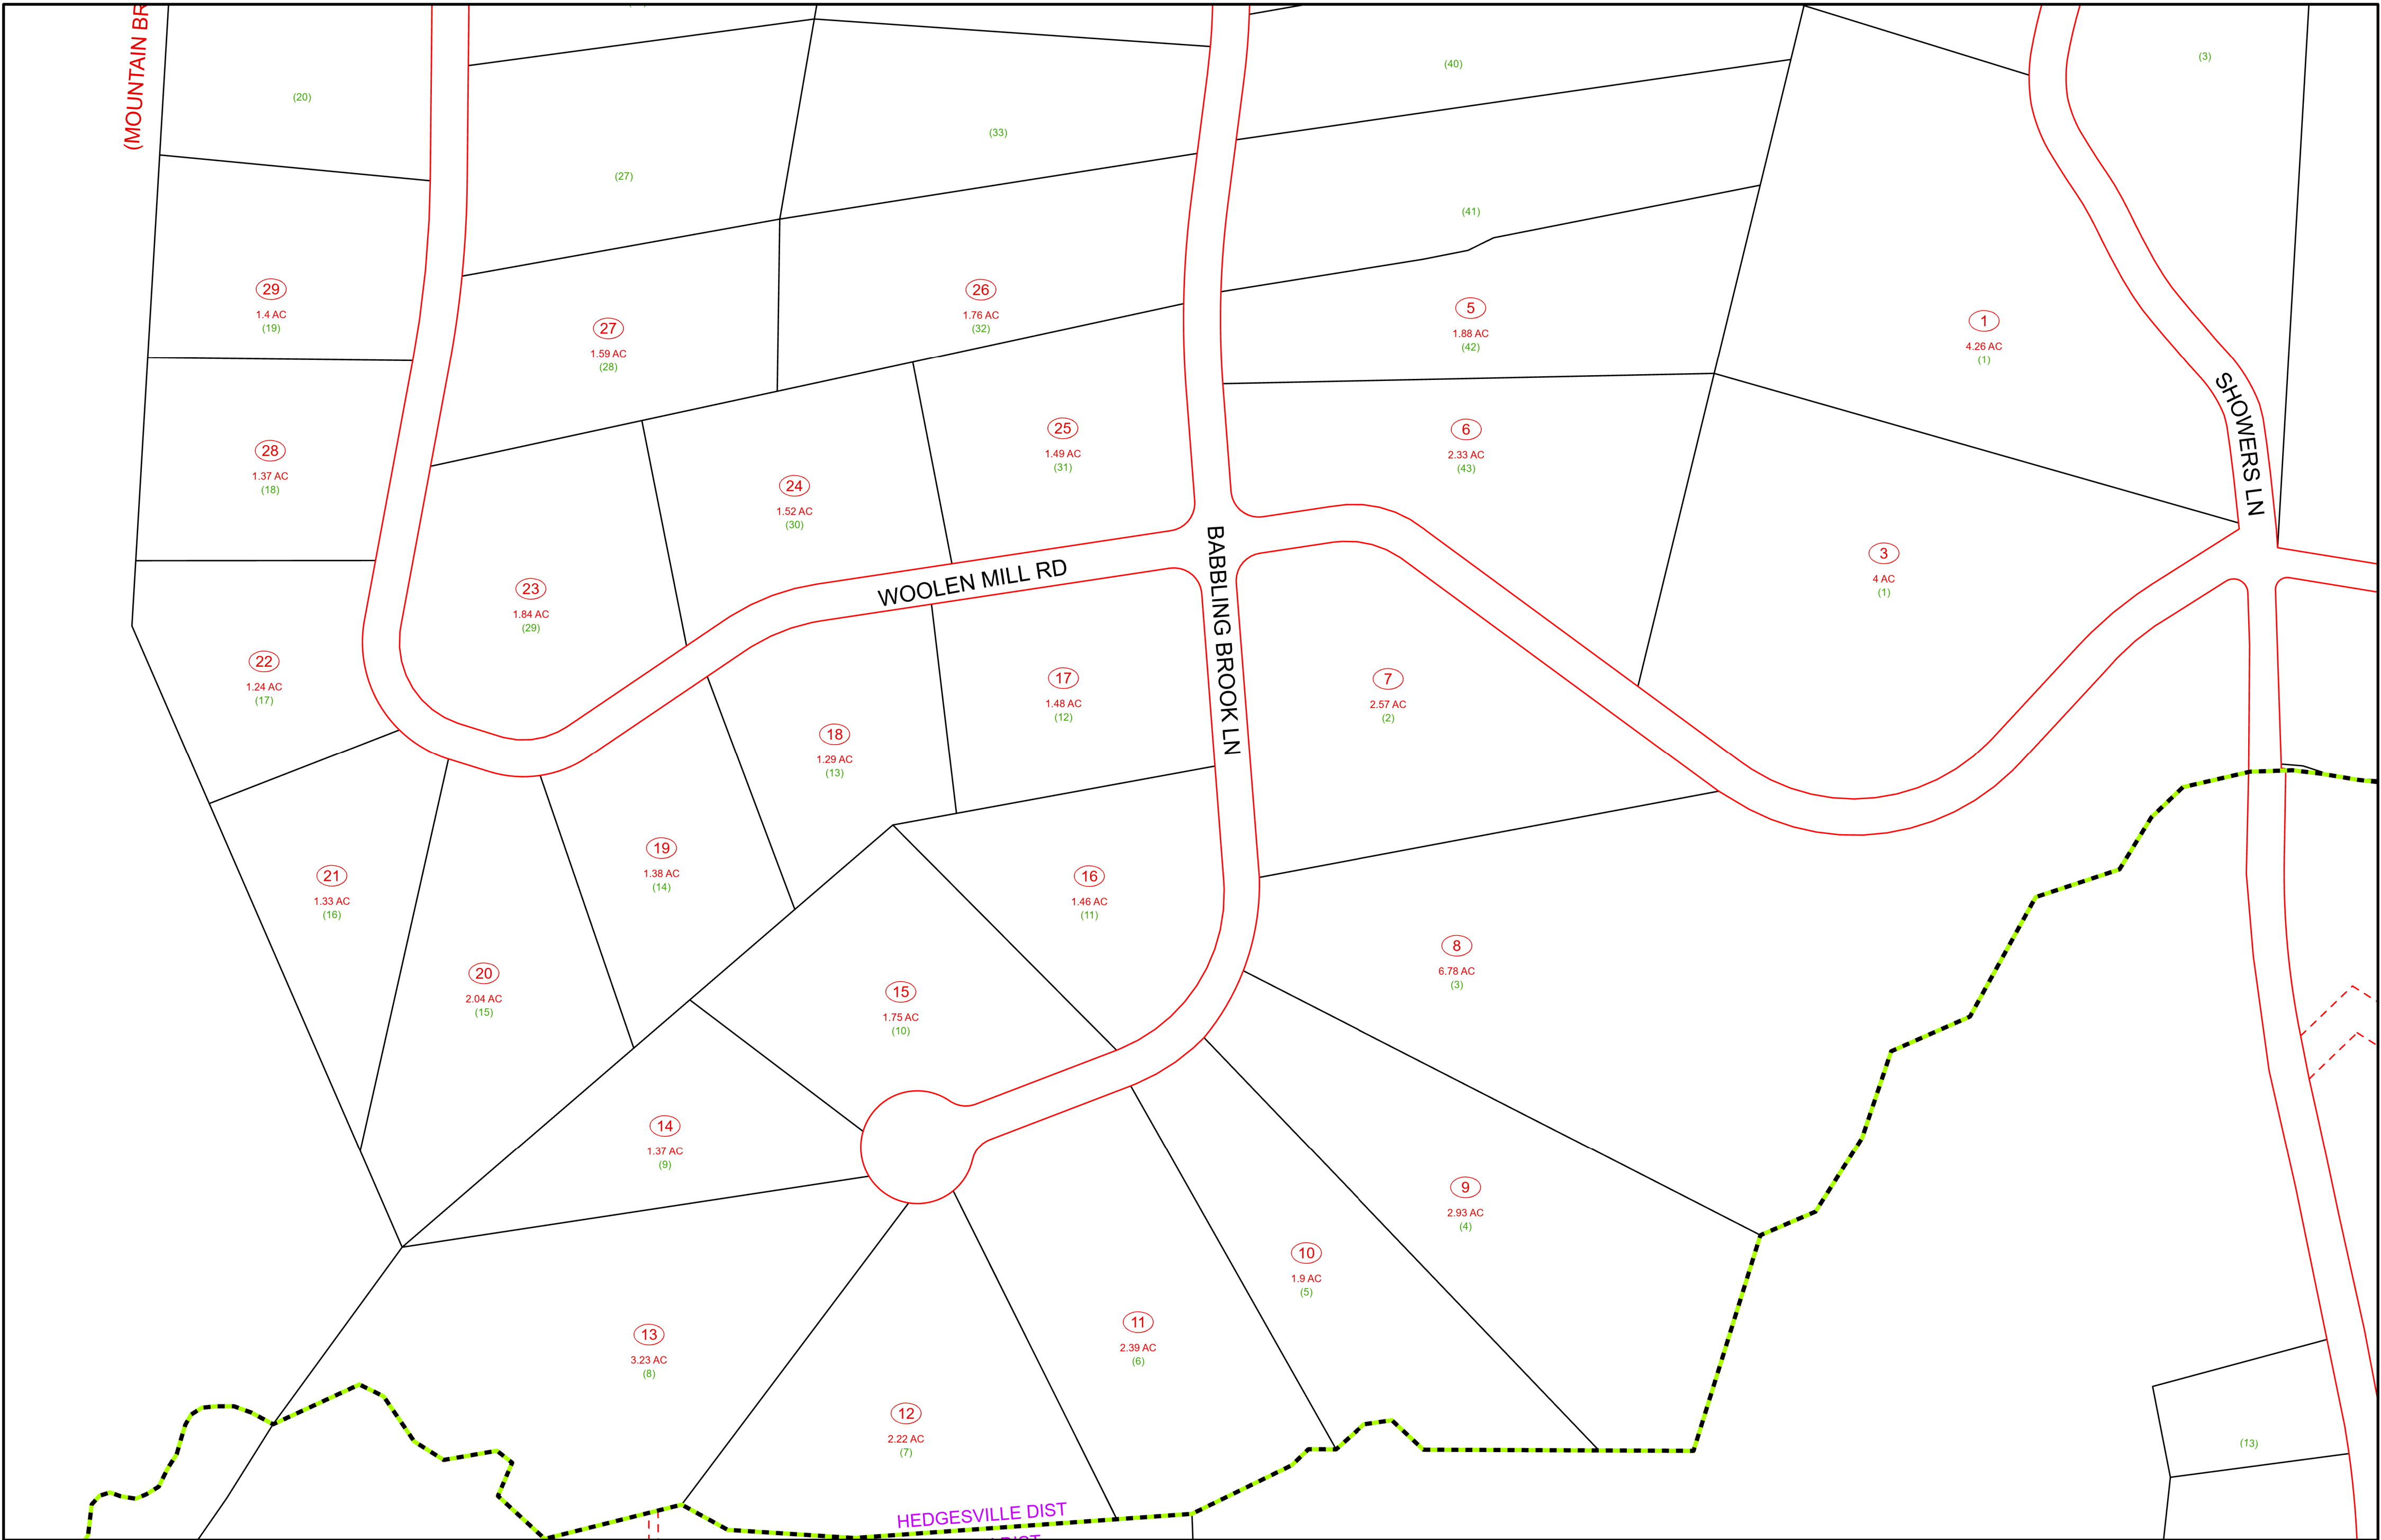 (MOUNTAIN BR
(20)
(27)
(33)
(40)
(41)
(3)
29
1.4 AC
(19)
27
1.59 AC
(28)
26
1.76 AC
(32)
5
1.88 AC
(42)
1
4.26 AC
(1)
SHOWERS LN
28
1.37 AC
(18)
24
1.52 AC
(30)
25
1.49 AC
(31)
6
2.33 AC
(43)
23
1.84 AC
(29)
WOOLEN MILL RD
BABBLING BROOK LN
3
4 AC
(1)
22
1.24 AC
(17)
18
1.29 AC
(13)
17
1.48 AC
(12)
7
2.57 AC
(2)
21
1.33 AC
(16)
19
1.38 AC
(14)
16
1.46 AC
(11)
20
2.04 AC
(15)
15
1.75 AC
(10)
8
6.78 AC
(3)
14
1.37 AC
(9)
9
2.93 AC
(4)
10
1.9 AC
(5)
13
3.23 AC
(8)
11
2.39 AC
(6)
12
2.22 AC
(7)
(13)
HEDGESVILLE DIST
DIST